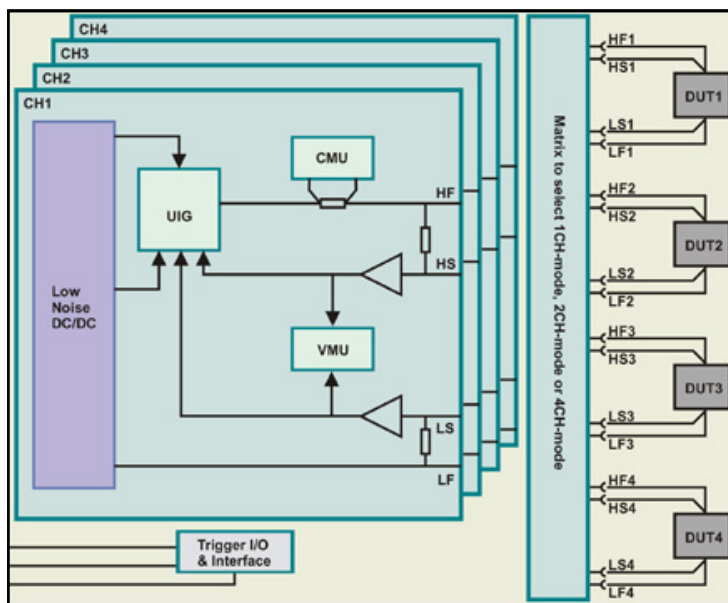 CH4
CH3
CH2
CH1
Low
Noise
DC/DC
UIG
CMU
VMU
HF
HS
LS
LF
Trigger I/O
& Interface
Matrix to select 1CH-mode, 2CH-mode or
4CH-mode
HF1
HS1
DUT1
LS1
LF1
HF2
HS2
DUT2
LS2
LF2
HF3
HS3
DUT3
LS3
LF3
HF4
HS4
DUT4
LS4
LF4